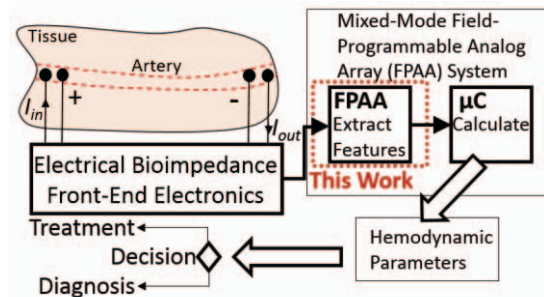 Tissue
Artery
I_in
+
-
I_out
Electrical Bioimpedance
Front-End Electronics
Mixed-Mode Field-
Programmable Analog
Array (FPAA) System
FPAA
Extract
Features
This Work
μC
Calculate
Hemodynamic
Parameters
Treatment
Decision
Diagnosis